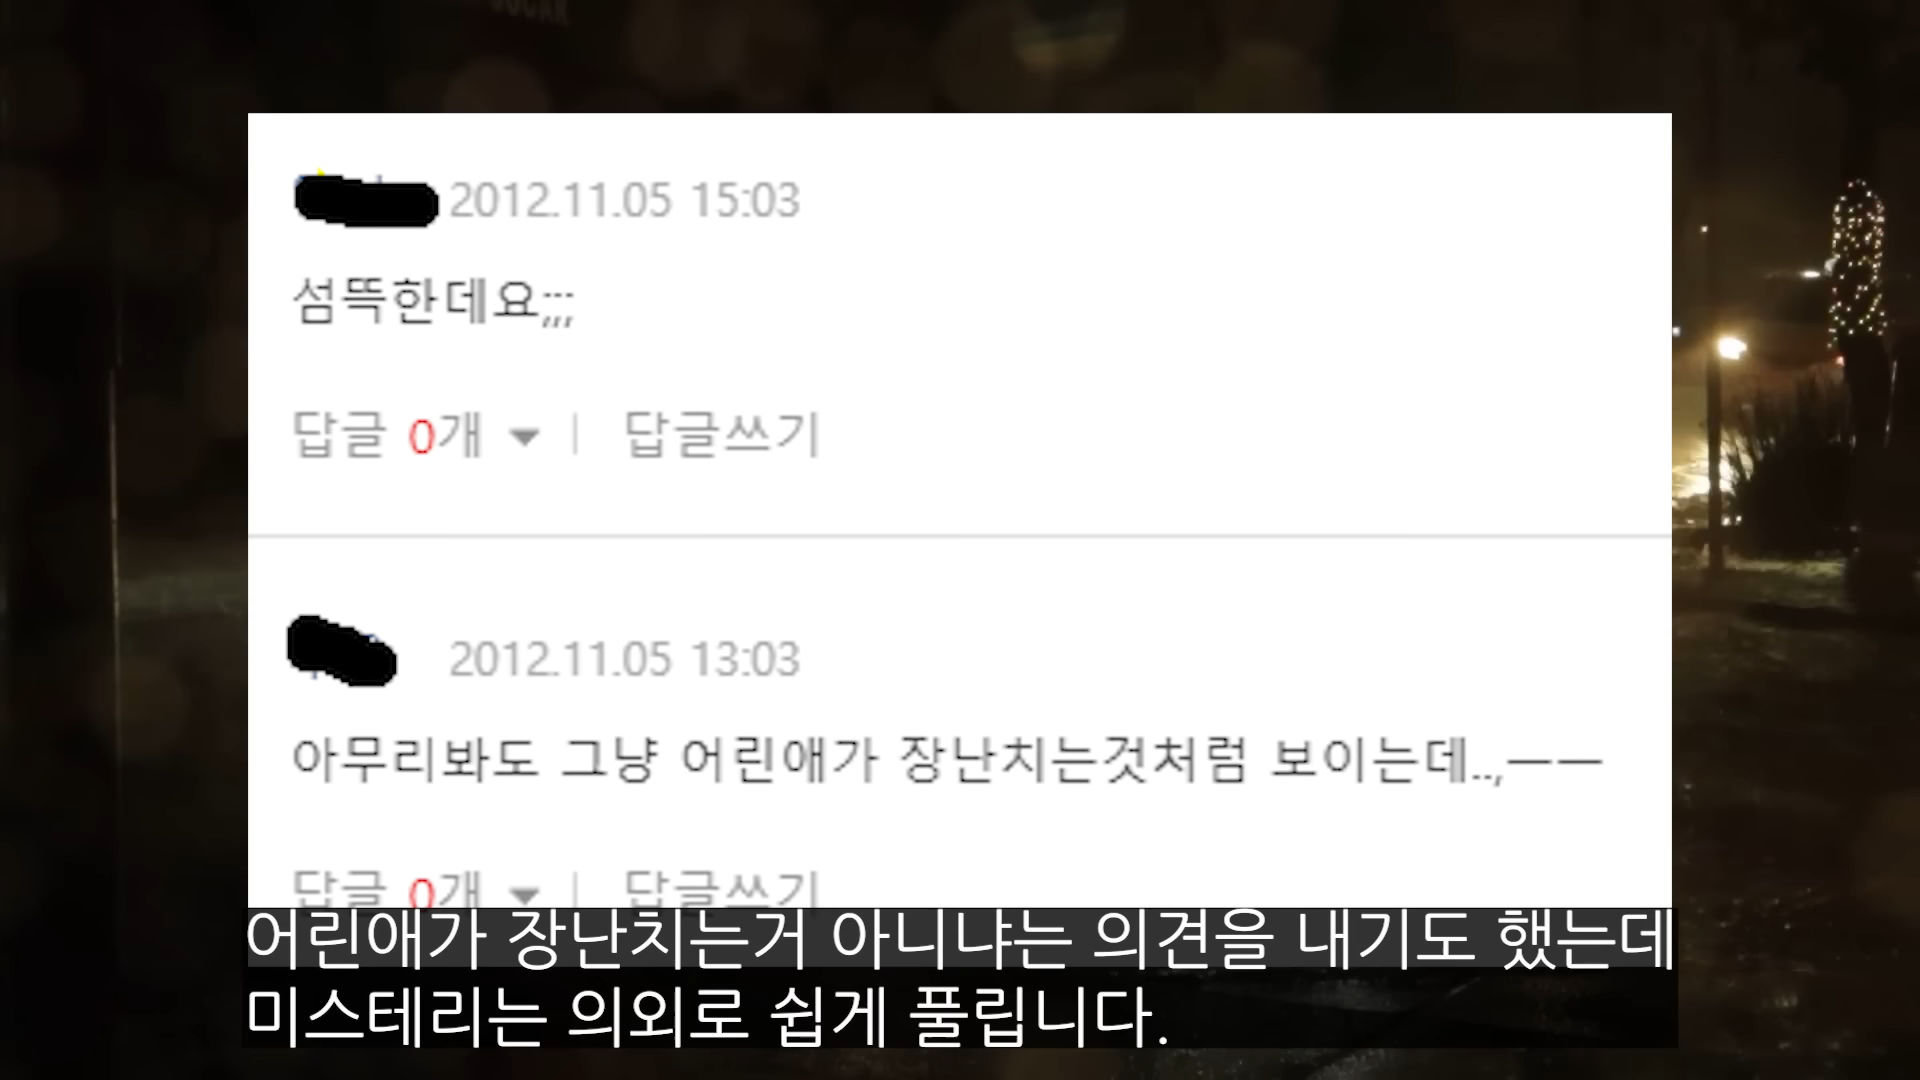 2012.11.05 15:03
섬뜩한데요;;;
답글 0개 ▼ | 답글쓰기
2012.11.05 13:03
아무리봐도 그냥 어린애가 장난치는것처럼 보이는데..,ㅡㅡ
답글 0개 ▼ | 답글쓰기
어린애가 장난치는거 아니냐는 의견을 내기도 했는데
미스테리는 의외로 쉽게 풀립니다.